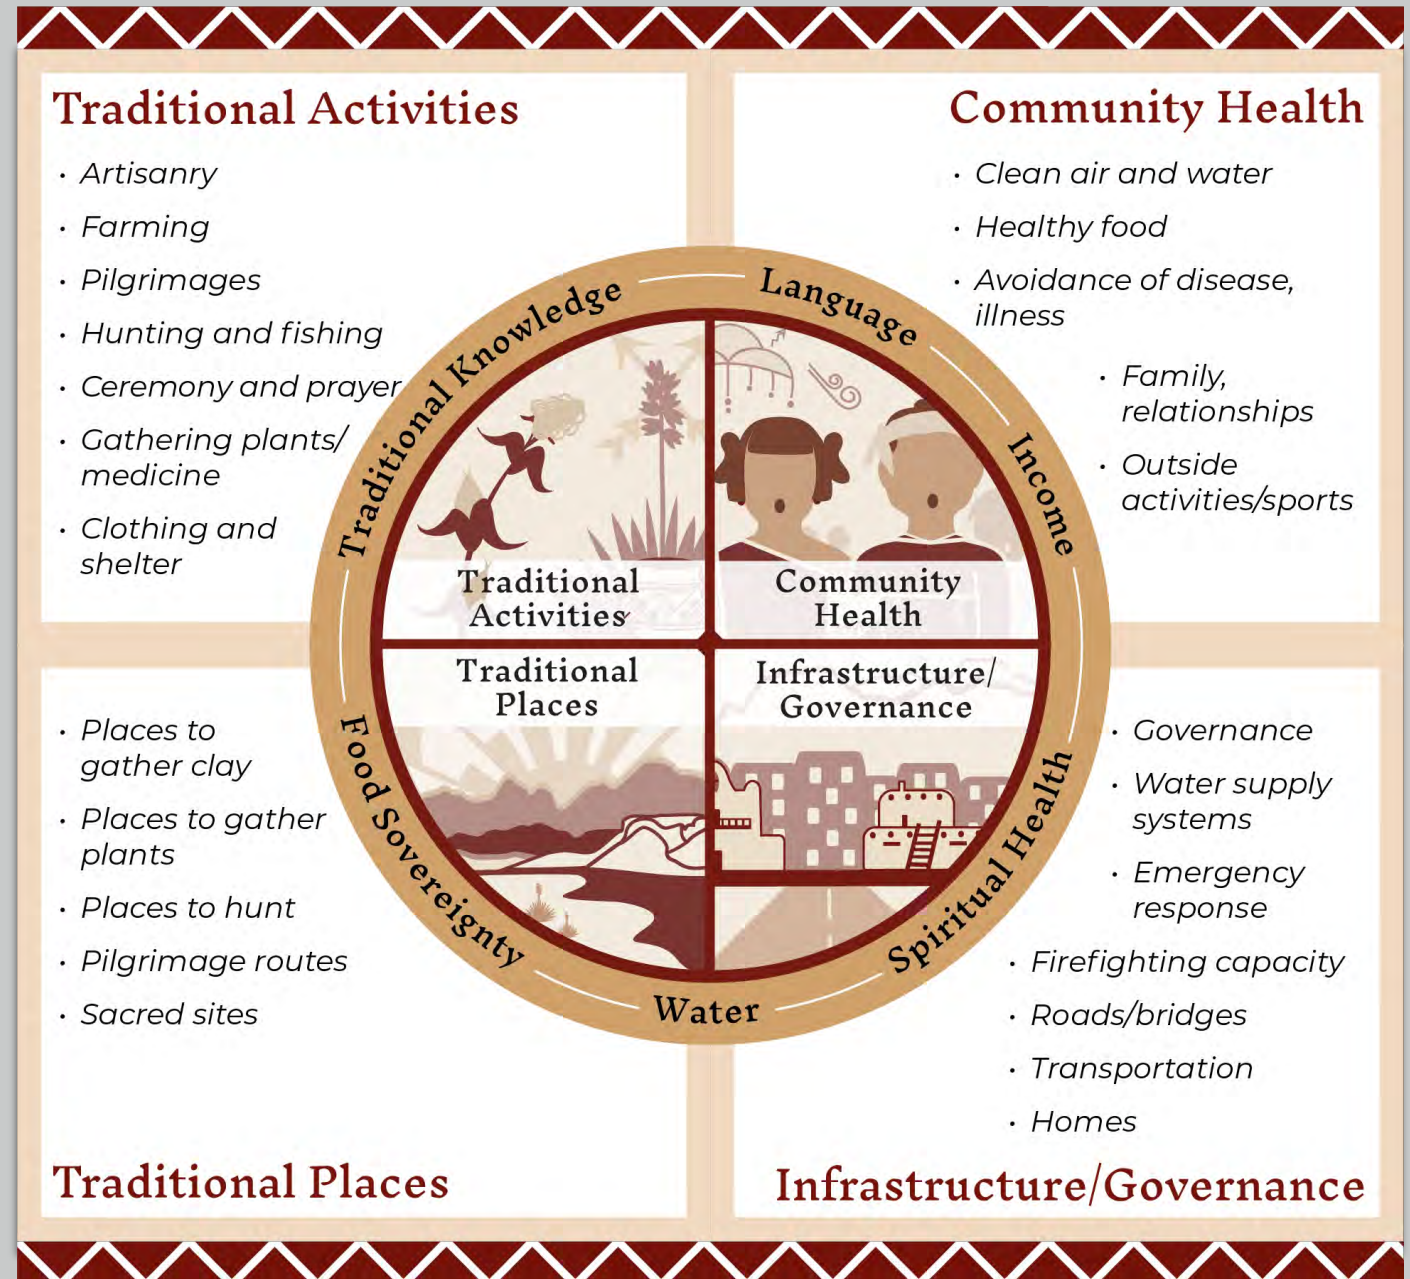 Traditional Activities
• Artisanry
• Farming
• Pilgrimages
• Hunting and fishing
• Ceremony and prayer
• Gathering plants/
medicine
• Clothing and
shelter
Community Health
• Clean air and water
• Healthy food
• Avoidance of disease,
illness
• Family,
relationships
• Outside
activities/sports
Traditional Knowledge
Language
Income
Spiritual Health
Water
Food Sovereignty
Traditional
Activities
Community
Health
Traditional
Places
Infrastructure/
Governance
• Places to
gather clay
• Places to gather
plants
• Places to hunt
• Pilgrimage routes
• Sacred sites
Traditional Places
• Governance
• Water supply
systems
• Emergency
response
• Firefighting capacity
• Roads/bridges
• Transportation
• Homes
Infrastructure/Governance